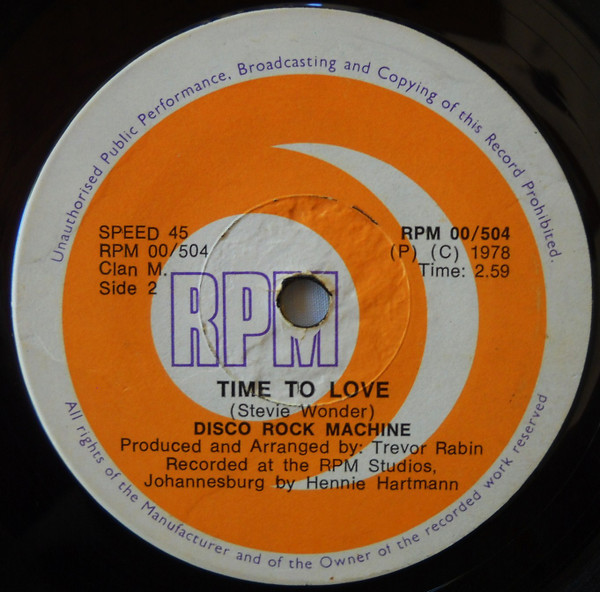 Unauthorised Public Performance, Broadcasting and Copying of this Record Prohibited.
SPEED 45
RPM 00/504
Clan M.
Side 2
RPM 00/504
(P) (C) 1978
Time: 2.59
RPM
TIME TO LOVE
(Stevie Wonder)
DISCO ROCK MACHINE
Produced and Arranged by: Trevor Rabin
Recorded at the RPM Studios,
Johannesburg by Hennie Hartmann
All rights of the Manufacturer and of the Owner of the recorded work reserved